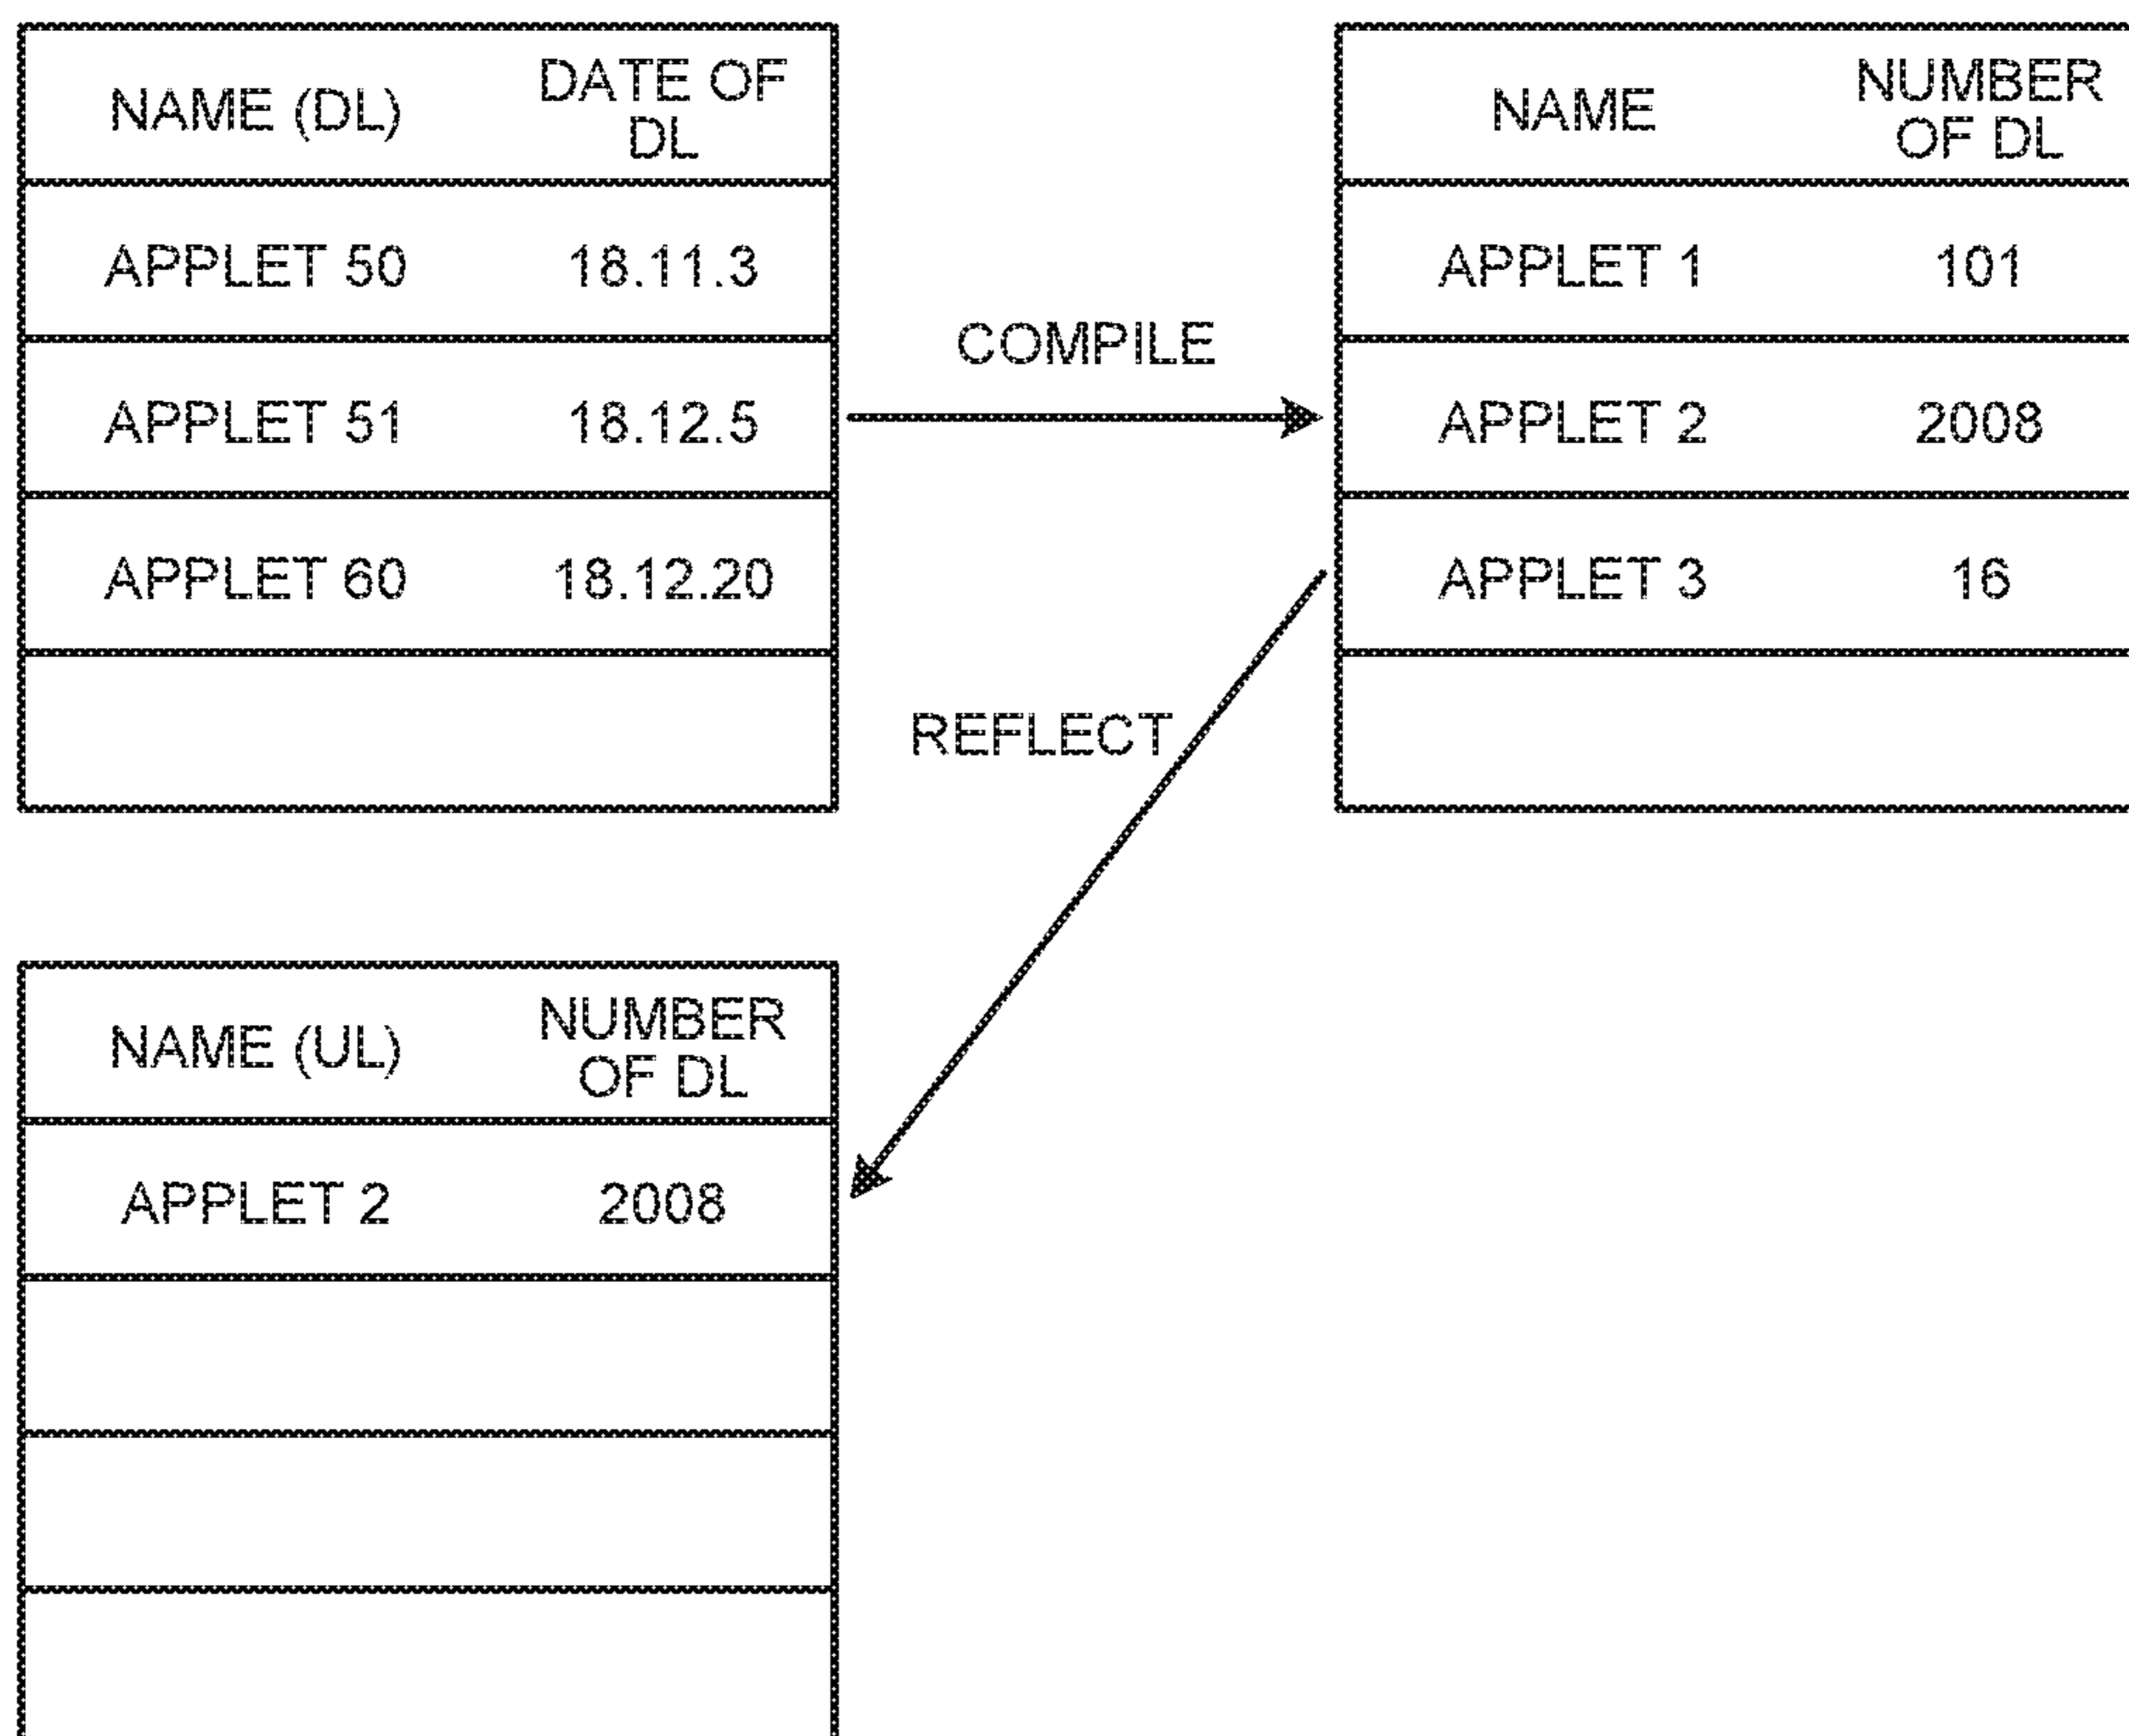 NAME (DL) DATE OF DL
APPLET 50 18.11.3
APPLET 51 18.12.5
APPLET 60 18.12.20
COMPILE
NAME NUMBER OF DL
APPLET 1 101
APPLET 2 2008
APPLET 3 16
REFLECT
NAME (UL) NUMBER OF DL
APPLET 2 2008